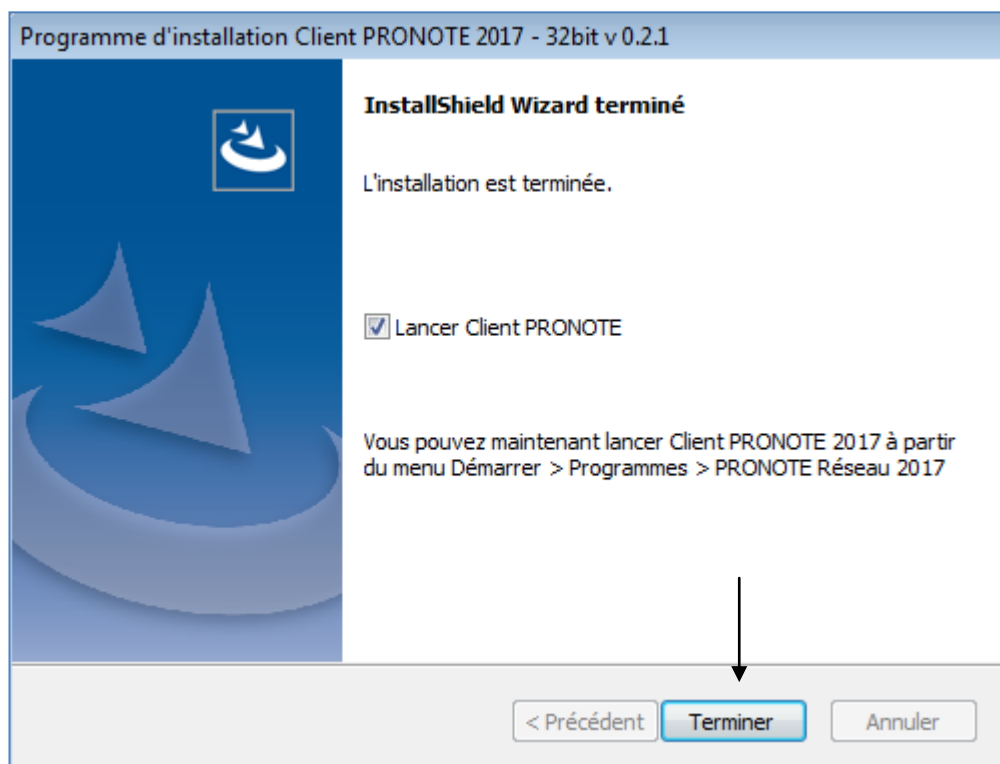 Programme d'installation Client PRONOTE 2017 - 32bit v 0.2.1
InstallShield Wizard terminé
L'installation est terminée.
Lancer Client PRONOTE
Vous pouvez maintenant lancer Client PRONOTE 2017 à partir
du menu Démarrer > Programmes > PRONOTE Réseau 2017
< Précédent
Terminer
Annuler